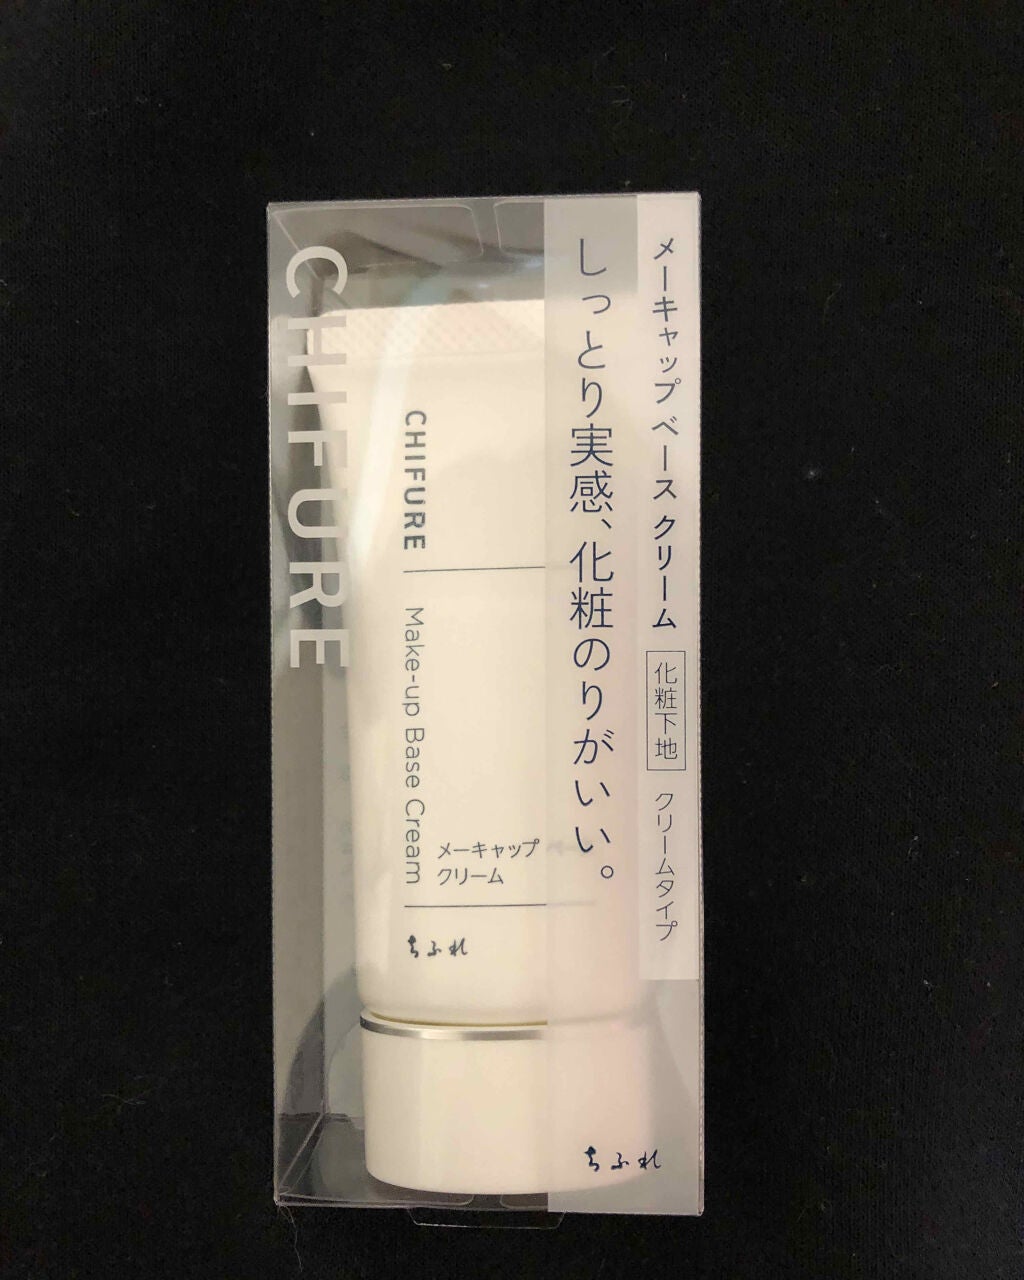 メーキャップ ベース クリーム 化粧下地 クリームタイプ
しっとり実感、化粧のりがいい。
CHIFURE
CHIFURE
Make-up Base Cream
メーキャップ
クリーム
ちふれ
ちふれ